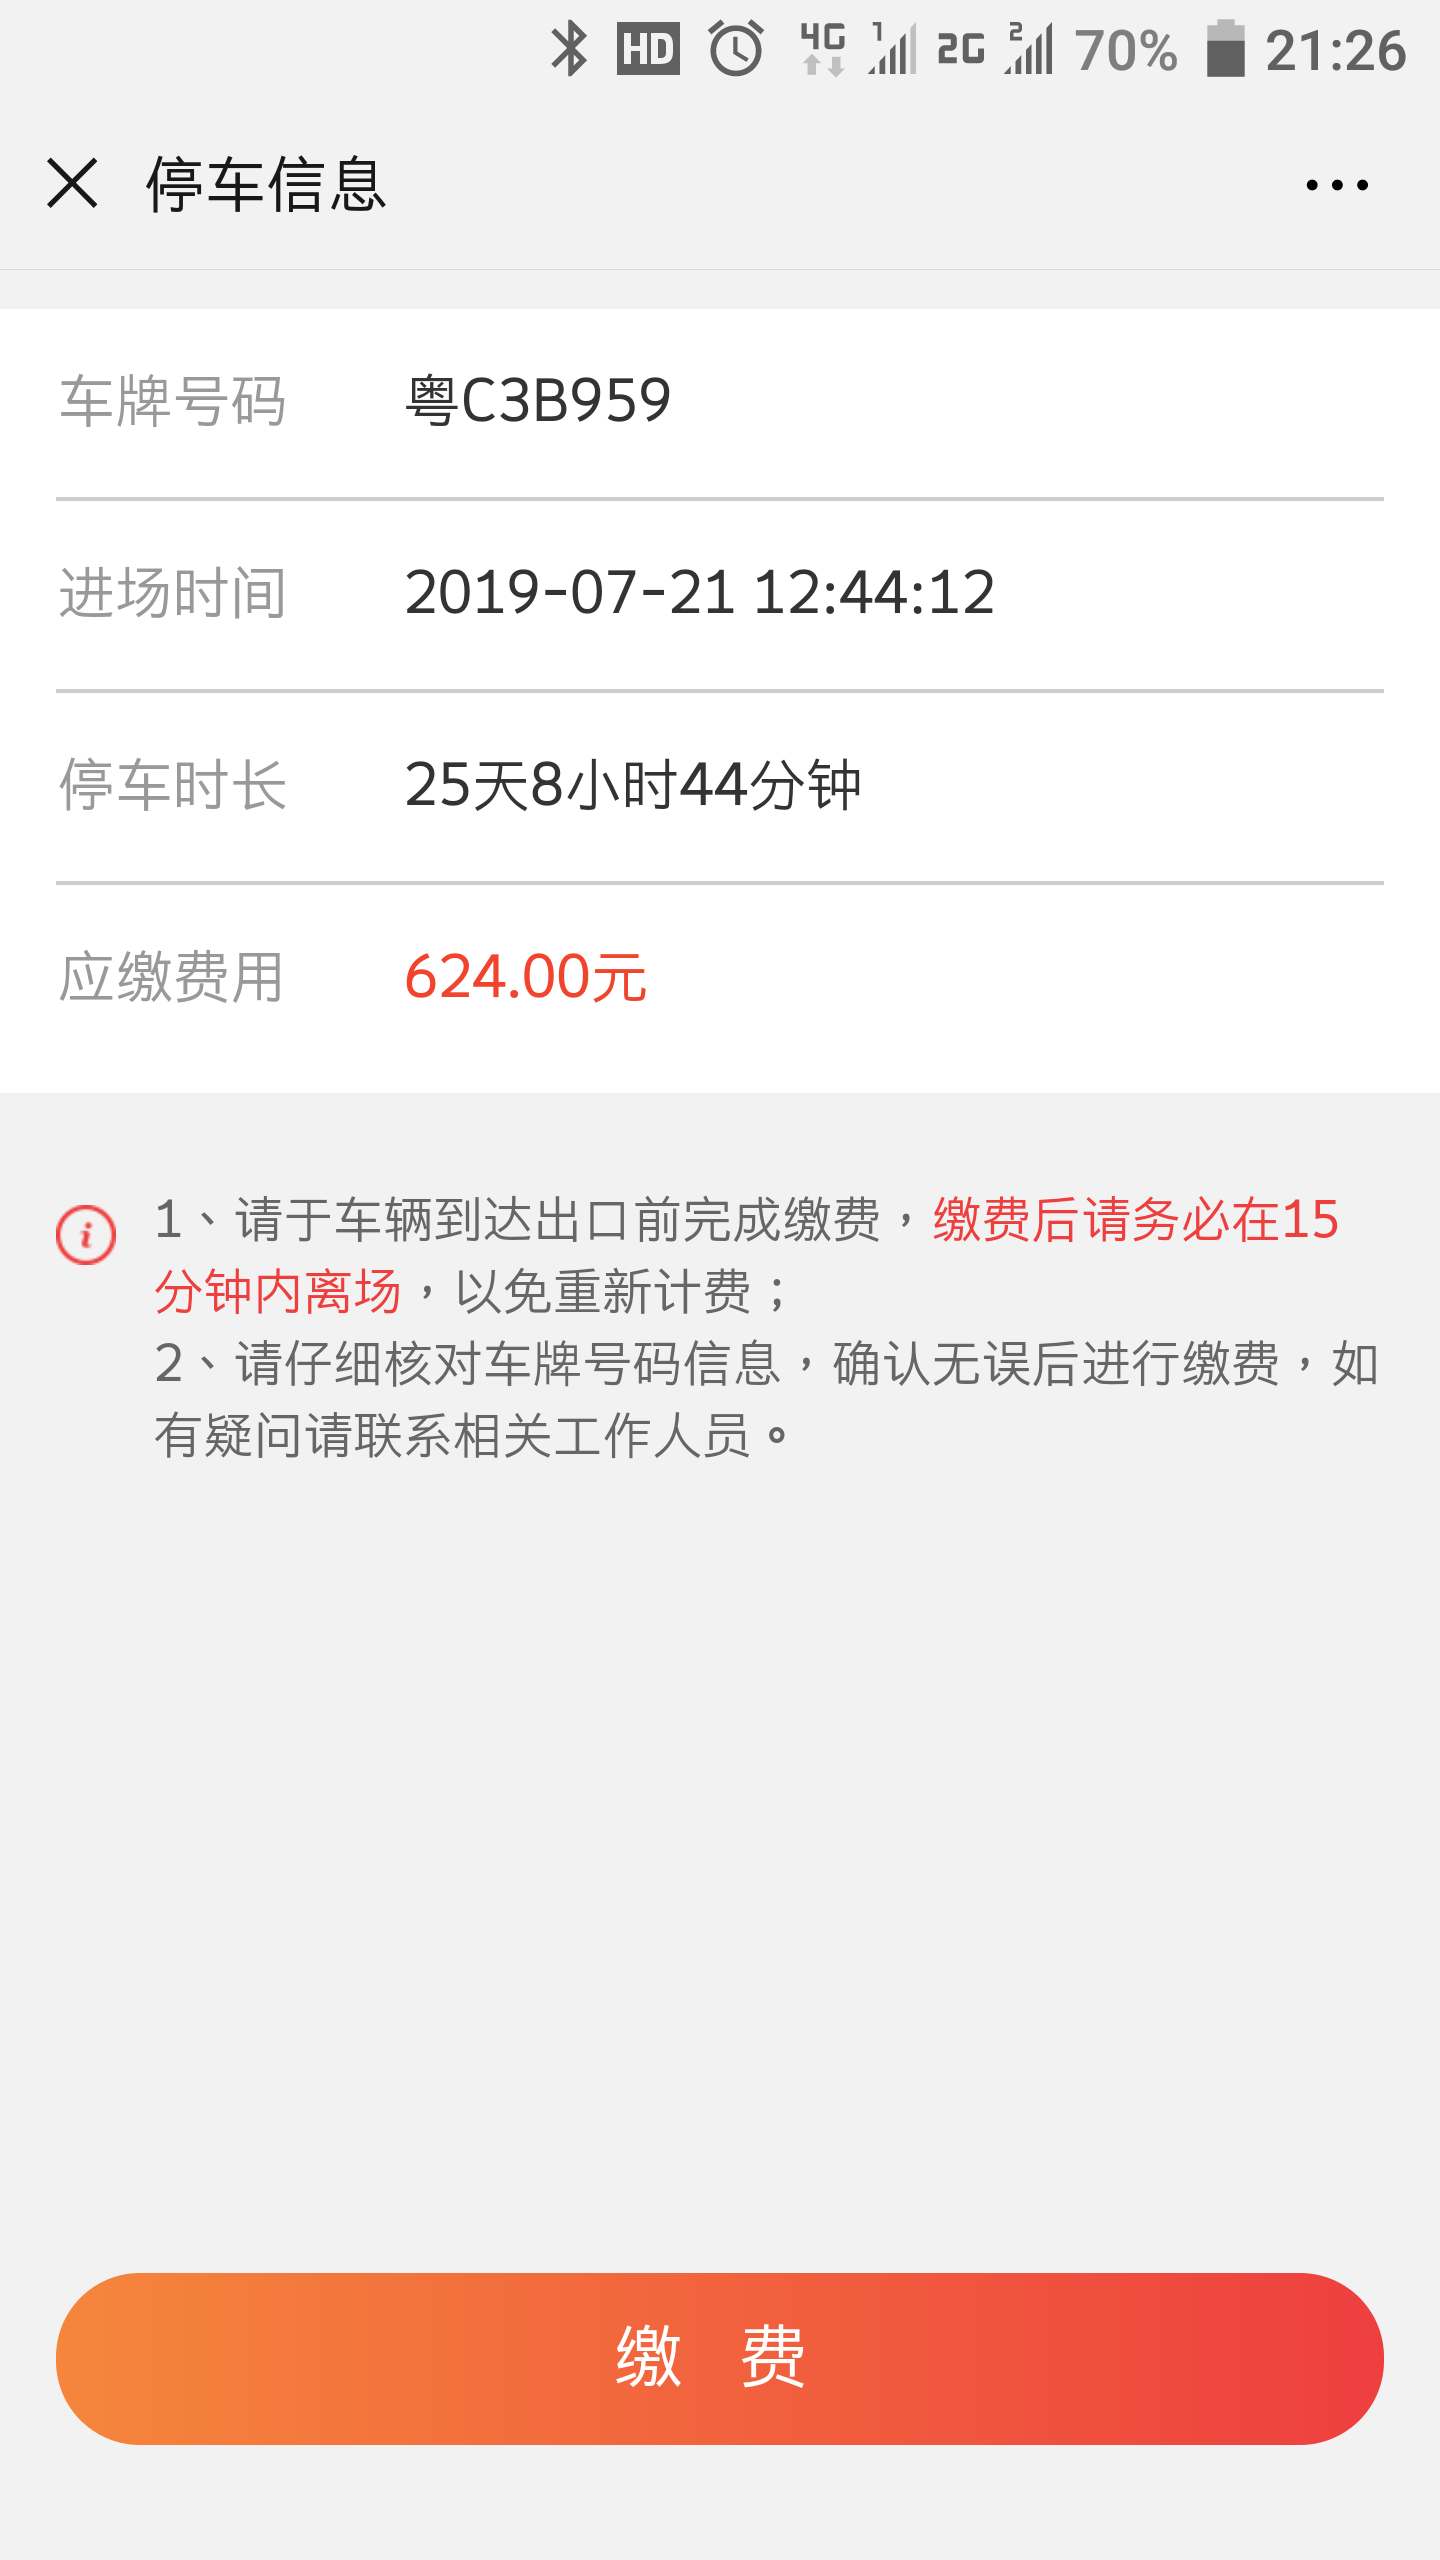 HD 4G 1 2G 2 70% 21:26
停车信息
车牌号码 粤C3B959
进场时间 2019-07-21 12:44:12
停车时长 25天8小时44分钟
应缴费用 624.00元
i 1、请于车辆到达出口前完成缴费，缴费后请务必在15
分钟内离场，以免重新计费；
2、请仔细核对车牌号码信息，确认无误后进行缴费，如
有疑问请联系相关工作人员。
缴 费